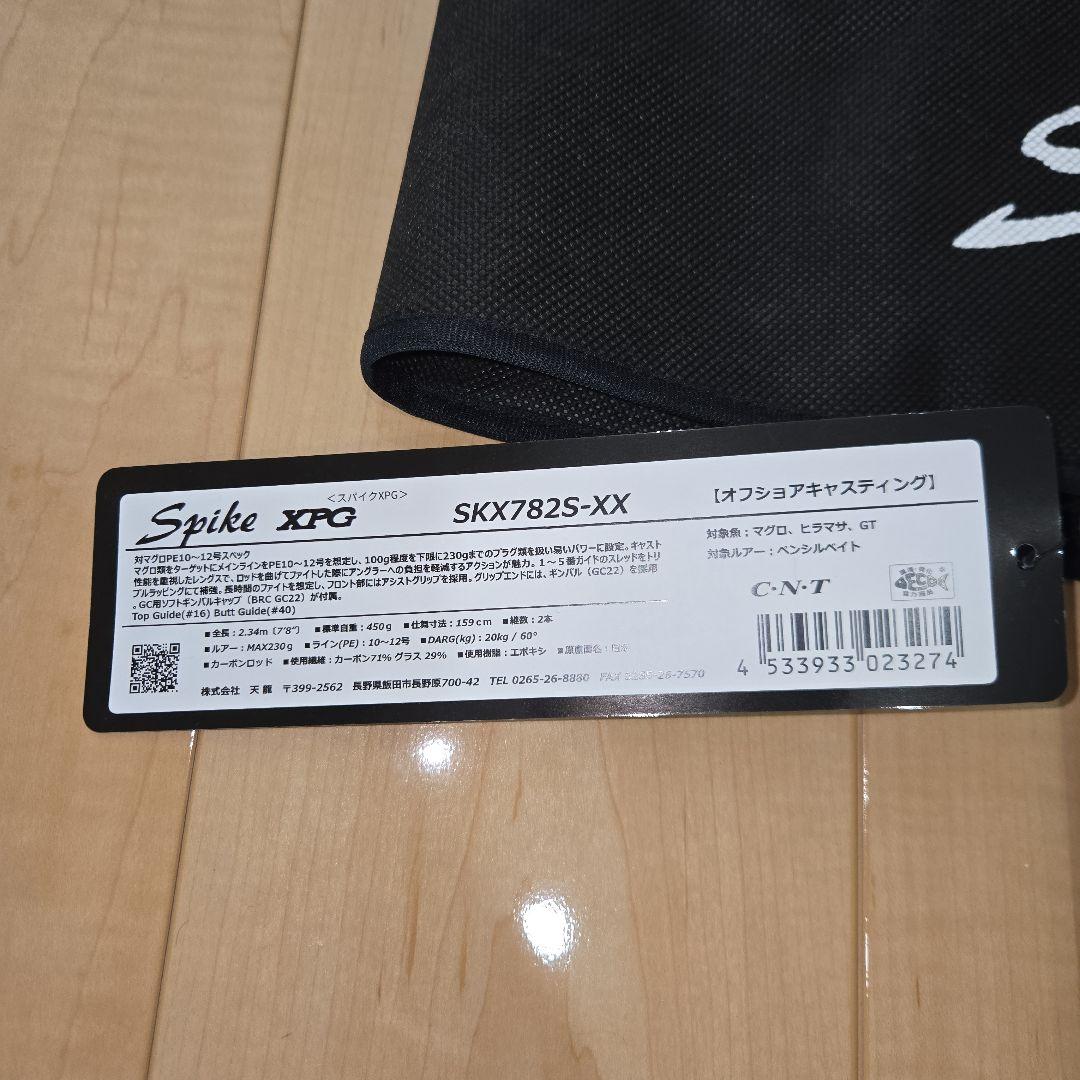 <スパイクXPG>
Spike XPG
SKX782S-XX
【オフショアキャスティング】
対マグロPE10～12号スペック
マグロ類をターゲットにメインラインをPE10～12号を想定し、100g程度を下限に230gまでのプラグ類を扱い易いパワーに設定。キャスト
性能を重視したレングスで、ロッドを曲げてファイトした際にアングラーへの負担を軽減するアクションが魅力。1～5番ガイドのスレッドをトリ
プルラッピングにて補強。長時間のファイトを想定し、フロント部にはアシストグリップを採用。グリップエンドには、ギンバル（GC22）を採用
。GC用ソフトギンバルキャップ（BRC GC22）が付属。
Top Guide(#16) Butt Guide(#40)
対象魚：マグロ、ヒラマサ、GT
対象ルアー：ペンシルベイト
C·N·T
■全長：2.34m〔7'8"〕 ■標準自重：450g ■仕舞寸法：159cm ■継数：2本
■ルアー：MAX230g ■ライン(PE)：10～12号 ■DARG(kg)：20kg / 60°
■カーボンロッド ■使用繊維：カーボン71% グラス 29% ■使用樹脂：エポキシ ■原産国名：日本
株式会社 天龍 〒399-2562 長野県飯田市長野原700-42 TEL 0265-26-8880 FAX 0265-26-7570
4 533933 023274